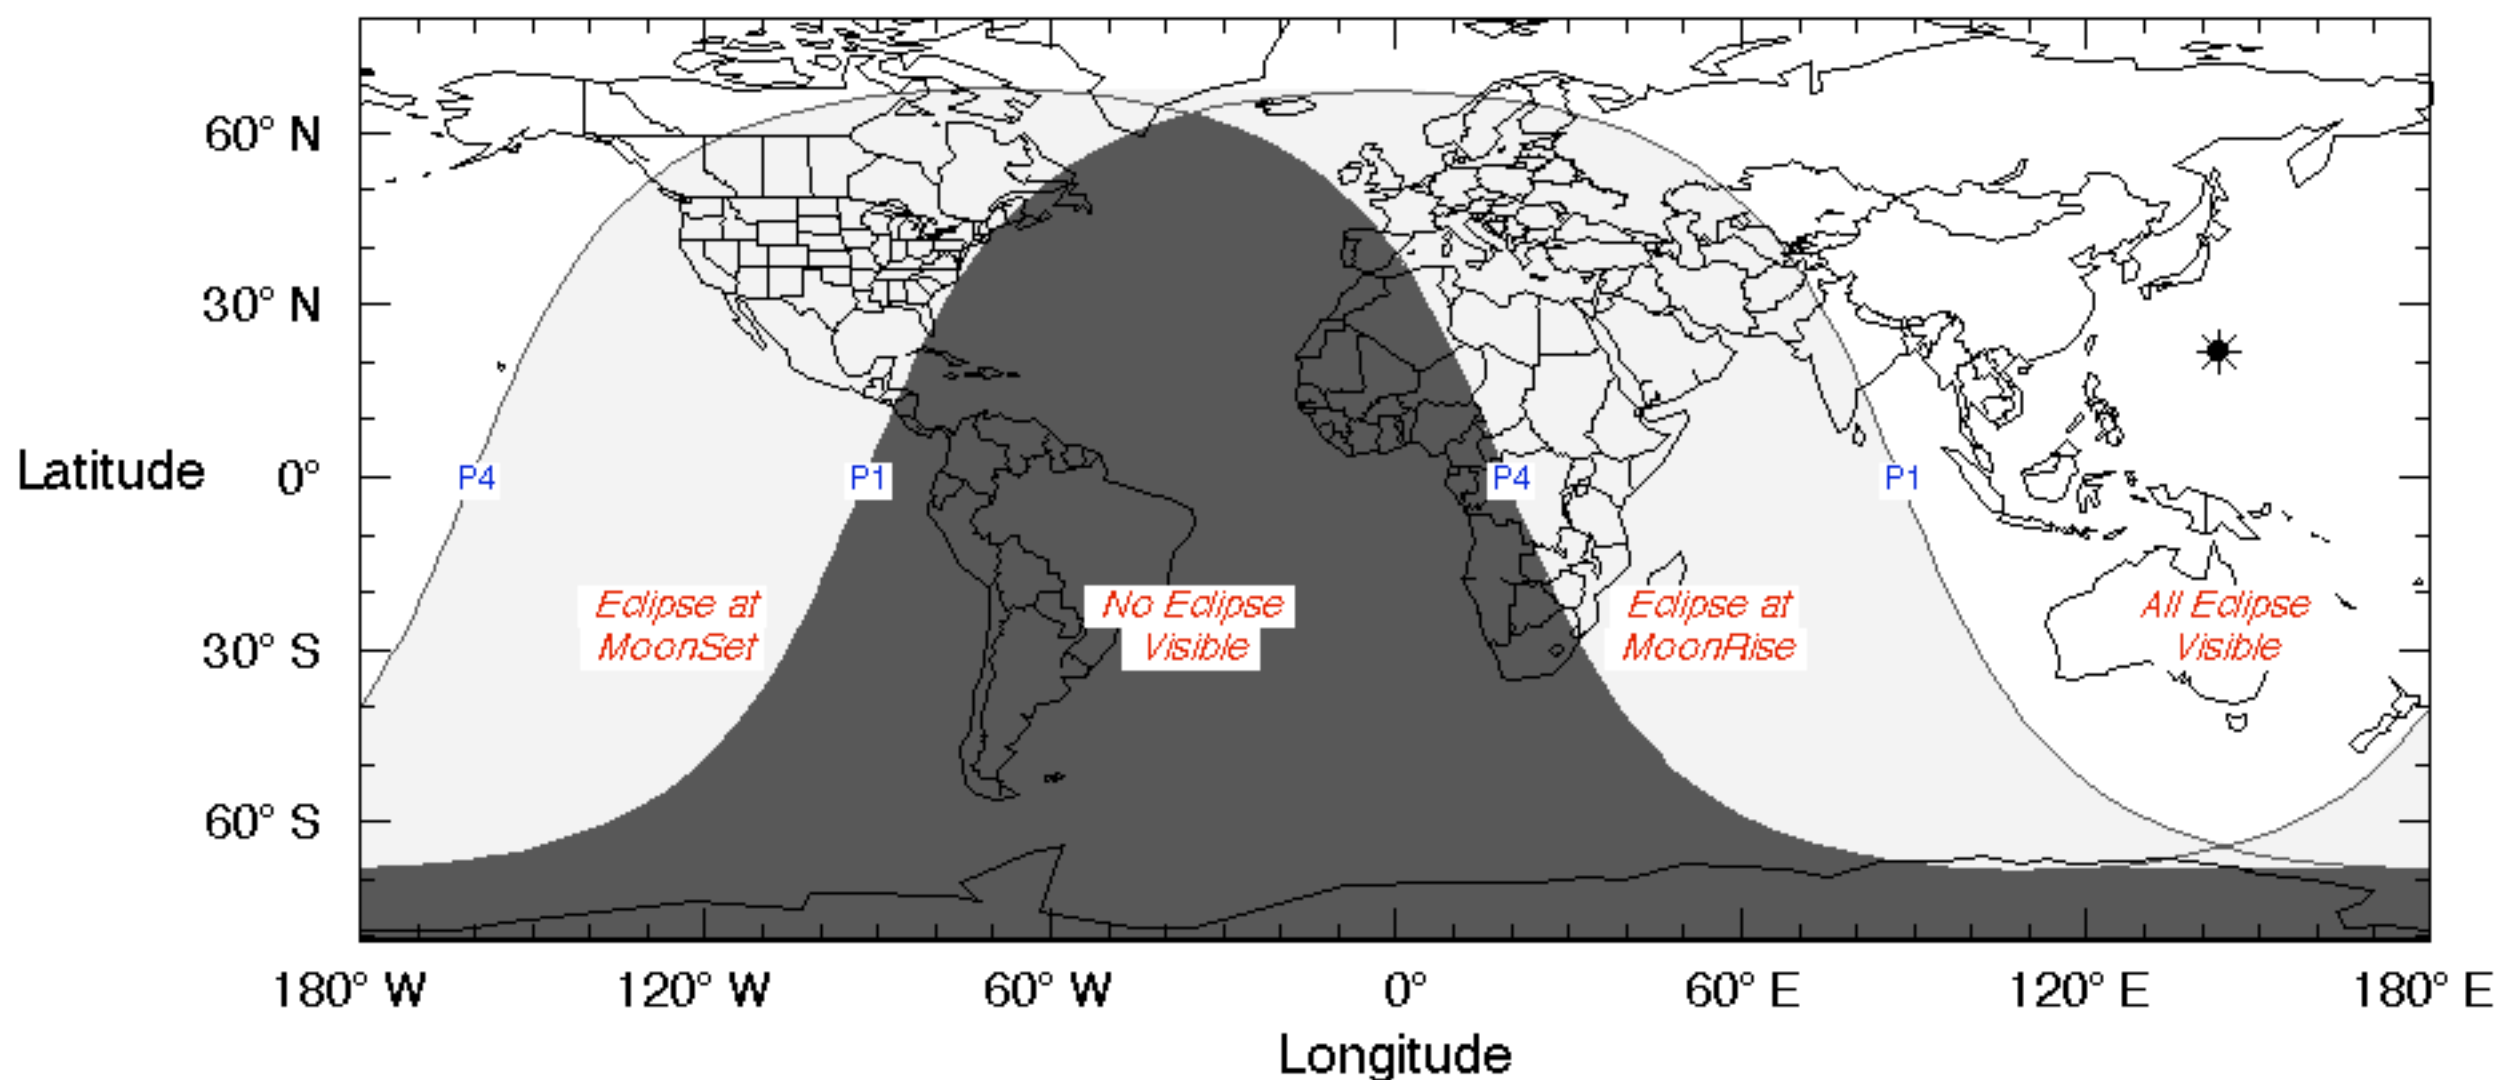 60° N
30° N
Latitude 0°
30° S
60° S
P4 P1 P4 P1
Eclipse at
MoonSet
No Eclipse
Visible
Eclipse at
MoonRise
All Eclipse
Visible
180° W 120° W 60° W 0° 60° E 120° E 180° E
Longitude